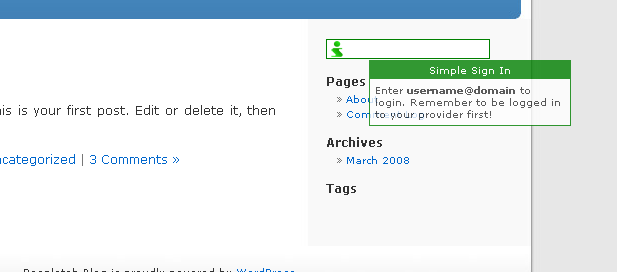 Simple Sign In
Enter username@domain to
login. Remember to be logged in
to your provider first!
Pages
» Abou
» Com
his is your first post. Edit or delete it, then
Archives
» March 2008
ncategorized | 3 Comments »
Tags
Blog is proudly powered by WordPress